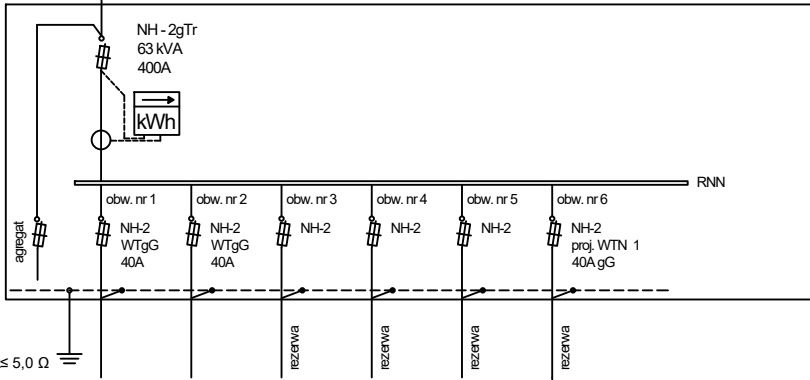 NH - 2gTr
63 kVA
400A
kWh
RNN
obw. nr 1
obw. nr 2
obw. nr 3
obw. nr 4
obw. nr 5
obw. nr 6
agregat
NH-2
WTgG
40A
NH-2
WTgG
40A
NH-2
NH-2
NH-2
NH-2
proj. WTN 1
40A gG
≤ 5,0 Ω
rezerwa
rezerwa
rezerwa
rezerwa